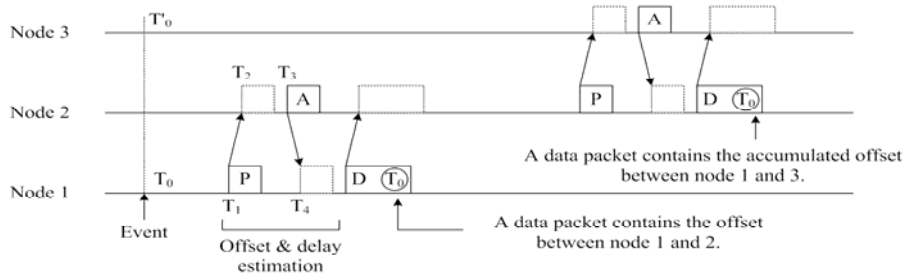 Node 3
T'0
A
T2
T3
Node 2
A
P
D
T0
A data packet contains the accumulated offset
between node 1 and 3.
Node 1
T0
P
D
T0
T1
T4
Event
Offset & delay
estimation
A data packet contains the offset
between node 1 and 2.